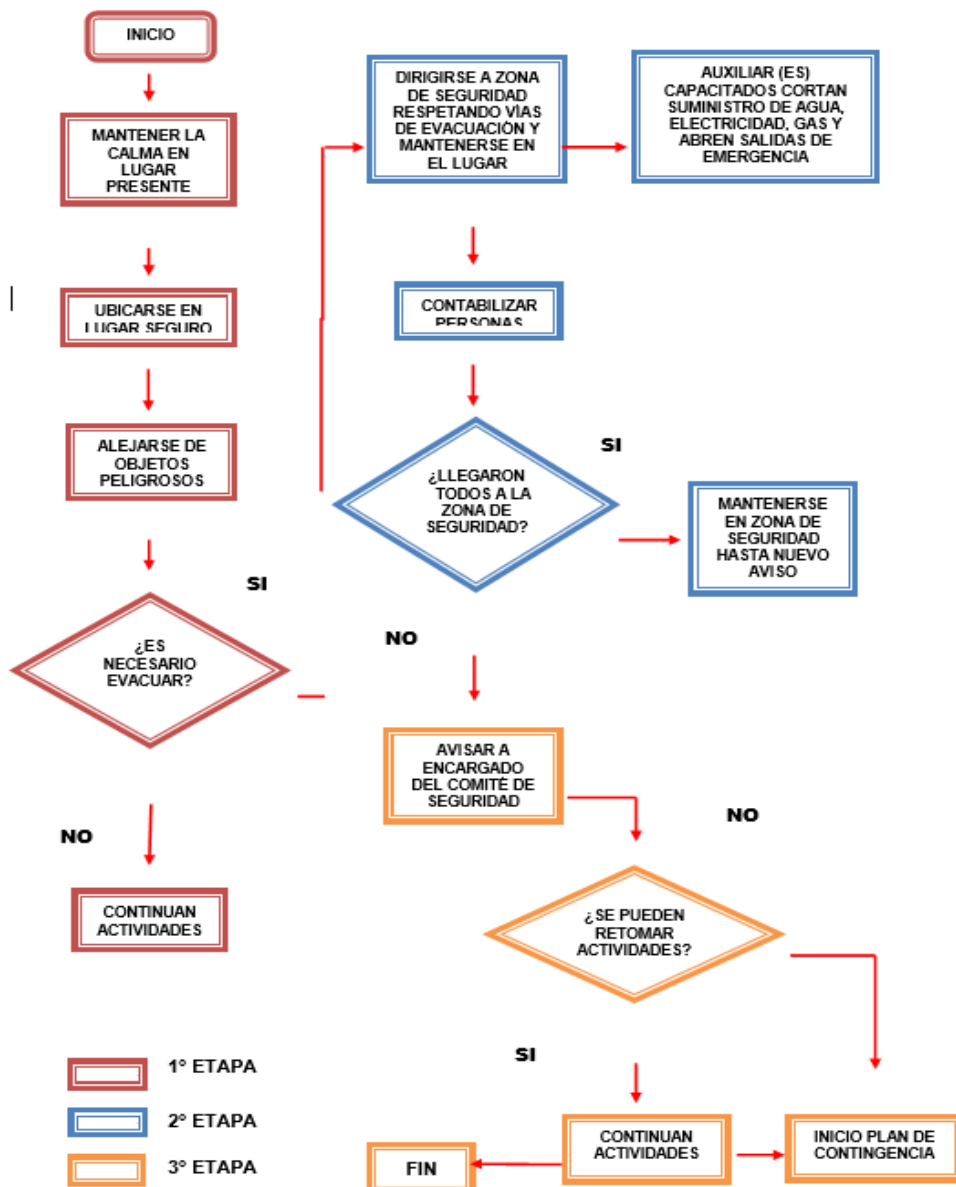 INICIO
MANTENER LA
CALMA EN
LUGAR
PRESENTE
UBICARSE EN
LUGAR SEGURO
ALEJARSE DE
OBJETOS
PELIGROSOS
SI
¿ES
NECESARIO
EVACUAR?
NO
CONTINUAN
ACTIVIDADES
DIRIGIRSE A ZONA
DE SEGURIDAD
RESPETANDO VÍAS
DE EVACUACIÓN Y
MANTENERSE EN
EL LUGAR
AUXILIAR (ES)
CAPACITADOS CORTAN
SUMINISTRO DE AGUA,
ELECTRICIDAD, GAS Y
ABREN SALIDAS DE
EMERGENCIA
CONTABILIZAR
PERSONAS
¿LLEGARON
TODOS A LA
ZONA DE
SEGURIDAD?
SI
MANTENERSE
EN ZONA DE
SEGURIDAD
HASTA NUEVO
AVISO
NO
AVISAR A
ENCARGADO
DEL COMITÉ DE
SEGURIDAD
NO
¿SE PUEDEN
RETOMAR
ACTIVIDADES?
SI
CONTINUAN
ACTIVIDADES
INICIO PLAN DE
CONTINGENCIA
FIN
1° ETAPA
2° ETAPA
3° ETAPA